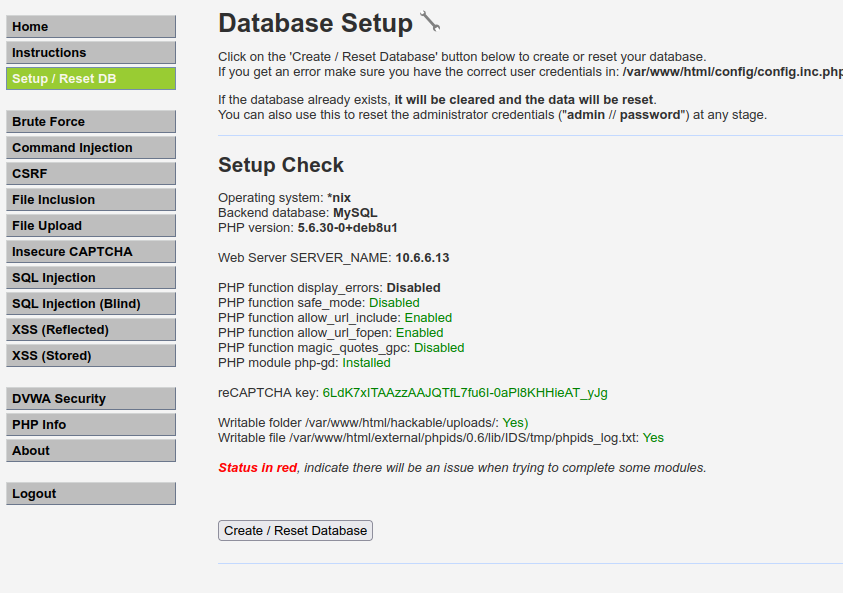 Home
Instructions
Setup / Reset DB
Brute Force
Command Injection
CSRF
File Inclusion
File Upload
Insecure CAPTCHA
SQL Injection
SQL Injection (Blind)
XSS (Reflected)
XSS (Stored)
DVWA Security
PHP Info
About
Logout
Database Setup
Click on the 'Create / Reset Database' button below to create or reset your database.
If you get an error make sure you have the correct user credentials in: /var/www/html/config/config.inc.php
If the database already exists, it will be cleared and the data will be reset.
You can also use this to reset the administrator credentials ("admin // password") at any stage.
Setup Check
Operating system: *nix
Backend database: MySQL
PHP version: 5.6.30-0+deb8u1
Web Server SERVER_NAME: 10.6.6.13
PHP function display_errors: Disabled
PHP function safe_mode: Disabled
PHP function allow_url_include: Enabled
PHP function allow_url_fopen: Enabled
PHP function magic_quotes_gpc: Disabled
PHP module php-gd: Installed
reCAPTCHA key: 6LdK7xITAAzzAAJQTfL7fu6I-0aPl8KHHieAT_yJg
Writable folder /var/www/html/hackable/uploads/: Yes)
Writable file /var/www/html/external/phpids/0.6/lib/IDS/tmp/phpids_log.txt: Yes
Status in red, indicate there will be an issue when trying to complete some modules.
Create / Reset Database